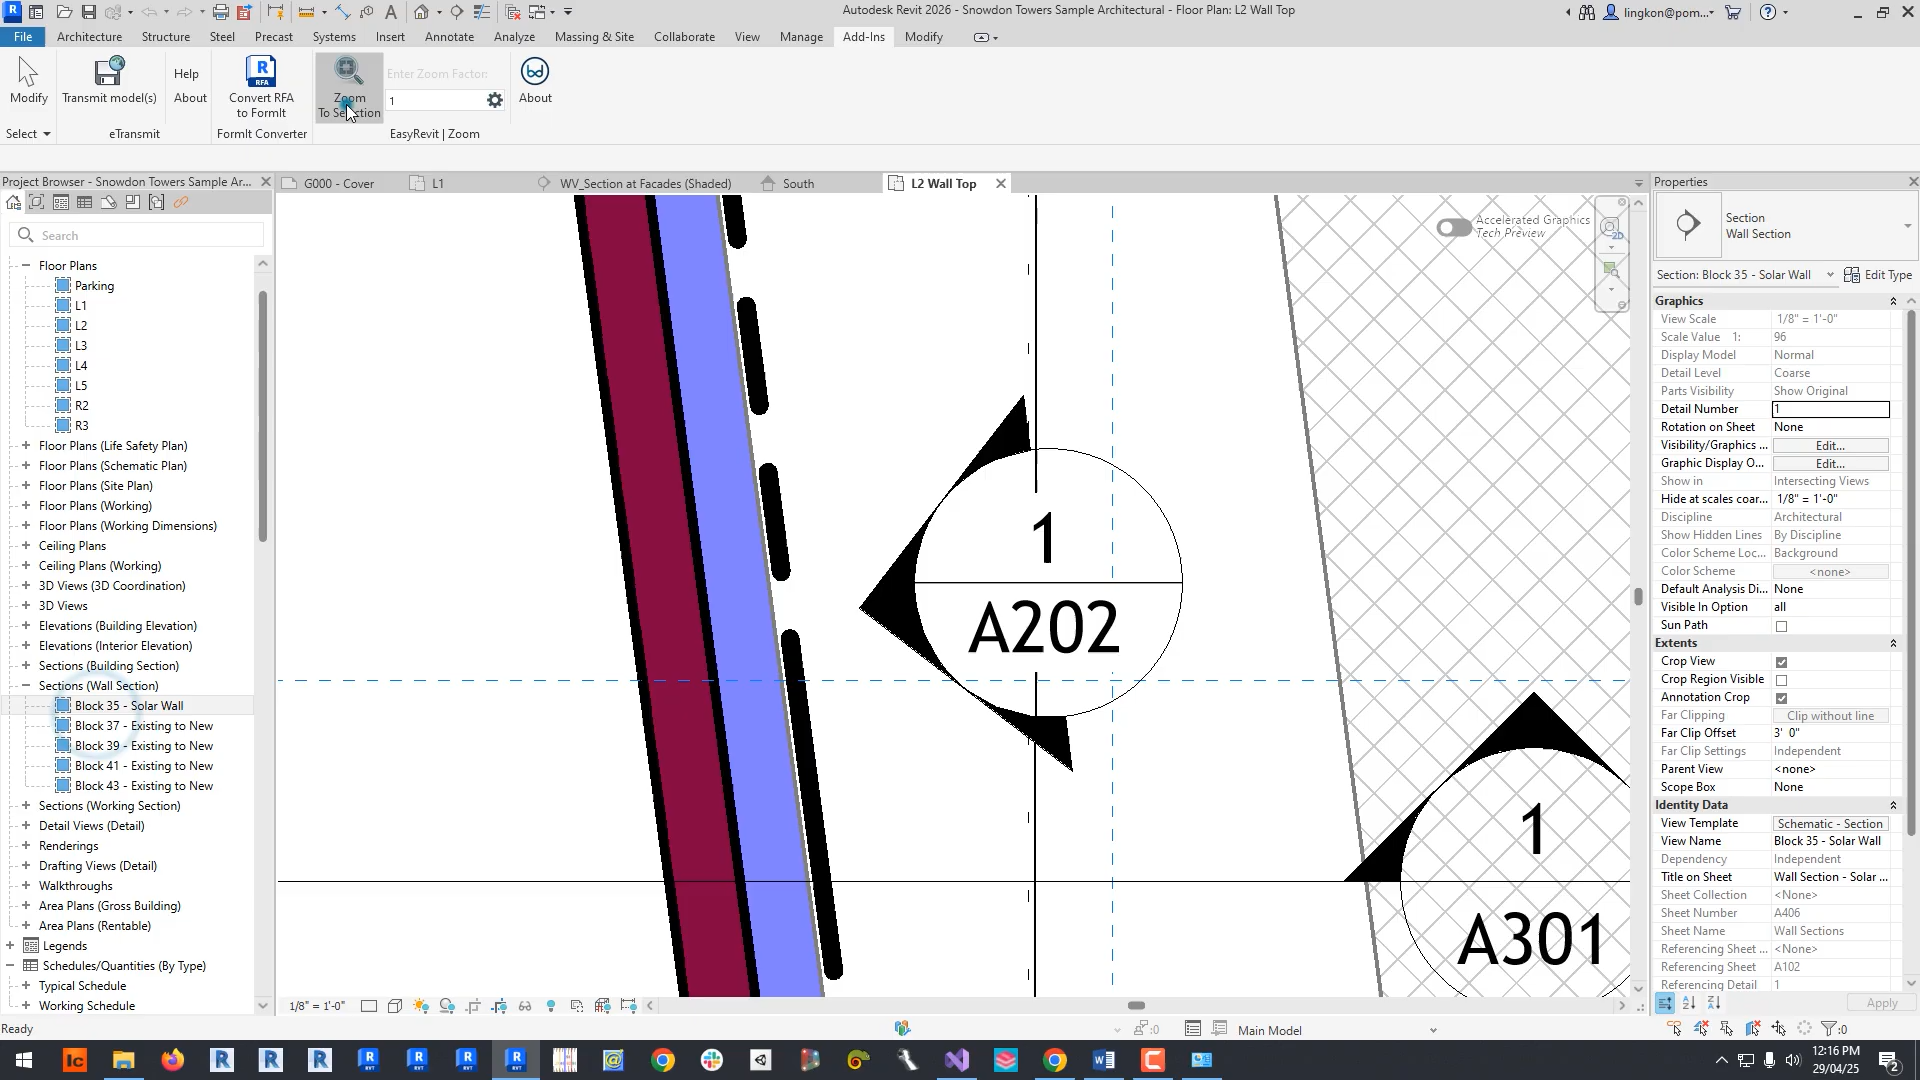 Autodesk Revit 2026 - Snowdon Towers Sample Architectural - Floor Plan: L2 Wall Top
lingkon@pom...
File Architecture Structure Steel Precast Systems Insert Annotate Analyze Massing & Site Collaborate View Manage Add-Ins Modify
Modify
Select
Transmit model(s)
eTransmit
Help
About
Convert RFA
to FormIt
FormIt Converter
Zoom
To Selection
Enter Zoom Factor:
1
EasyRevit | Zoom
About
Project Browser - Snowdon Towers Sample Ar...
G000 - Cover
L1
WV_Section at Facades (Shaded)
South
L2 Wall Top
Search
Floor Plans
Parking
L1
L2
L3
L4
L5
R2
R3
Floor Plans (Life Safety Plan)
Floor Plans (Schematic Plan)
Floor Plans (Site Plan)
Floor Plans (Working)
Floor Plans (Working Dimensions)
Ceiling Plans
Ceiling Plans (Working)
3D Views (3D Coordination)
3D Views
Elevations (Building Elevation)
Elevations (Interior Elevation)
Sections (Building Section)
Sections (Wall Section)
Block 35 - Solar Wall
Block 37 - Existing to New
Block 39 - Existing to New
Block 41 - Existing to New
Block 43 - Existing to New
Sections (Working Section)
Detail Views (Detail)
Renderings
Drafting Views (Detail)
Walkthroughs
Area Plans (Gross Building)
Area Plans (Rentable)
Legends
Schedules/Quantities (By Type)
Typical Schedule
Working Schedule
Accelerated Graphics
Tech Preview
2D
1
A202
1
A301
Properties
Section
Wall Section
Section: Block 35 - Solar Wall
Edit Type
Graphics
View Scale 1/8" = 1'-0"
Scale Value 1: 96
Display Model Normal
Detail Level Coarse
Parts Visibility Show Original
Detail Number 1
Rotation on Sheet None
Visibility/Graphics ... Edit...
Graphic Display O... Edit...
Show in Intersecting Views
Hide at scales coar... 1/8" = 1'-0"
Discipline Architectural
Show Hidden Lines By Discipline
Color Scheme Loc... Background
Color Scheme <none>
Default Analysis Di... None
Visible In Option all
Sun Path
Extents
Crop View
Crop Region Visible
Annotation Crop
Far Clipping Clip without line
Far Clip Offset 3' 0"
Far Clip Settings Independent
Parent View <none>
Scope Box None
Identity Data
View Template Schematic - Section
View Name Block 35 - Solar Wall
Dependency Independent
Title on Sheet Wall Section - Solar ...
Sheet Collection <None>
Sheet Number A406
Sheet Name Wall Sections
Referencing Sheet ... <None>
Referencing Sheet A102
Referencing Detail 1
Apply
1/8" = 1'-0"
Ready
:0
Main Model
:0
12:16 PM
29/04/25
2